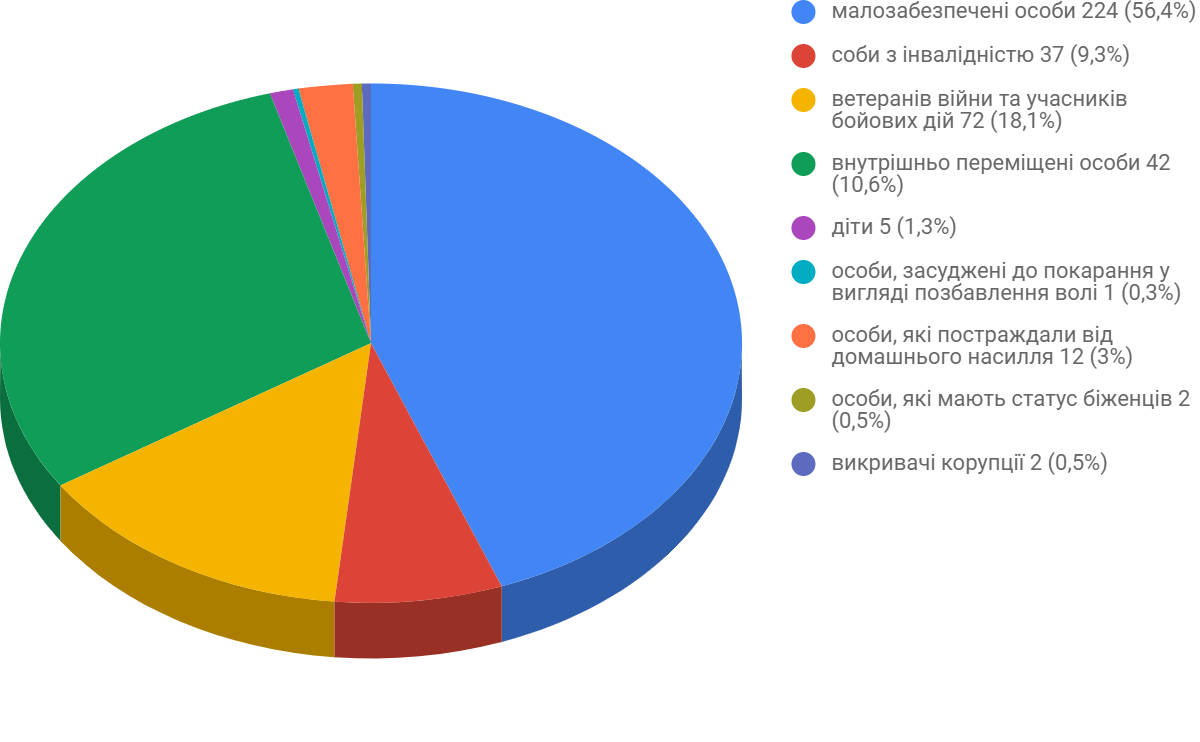 малозабезпечені особи 224 (56,4%)
соби з інвалідністю 37 (9,3%)
ветеранів війни та учасників
бойових дій 72 (18,1%)
внутрішньо переміщені особи 42
(10,6%)
діти 5 (1,3%)
особи, засуджені до покарання у
вигляді позбавлення волі 1 (0,3%)
особи, які постраждали від
домашнього насилля 12 (3%)
особи, які мають статус біженців 2
(0,5%)
викривачі корупції 2 (0,5%)